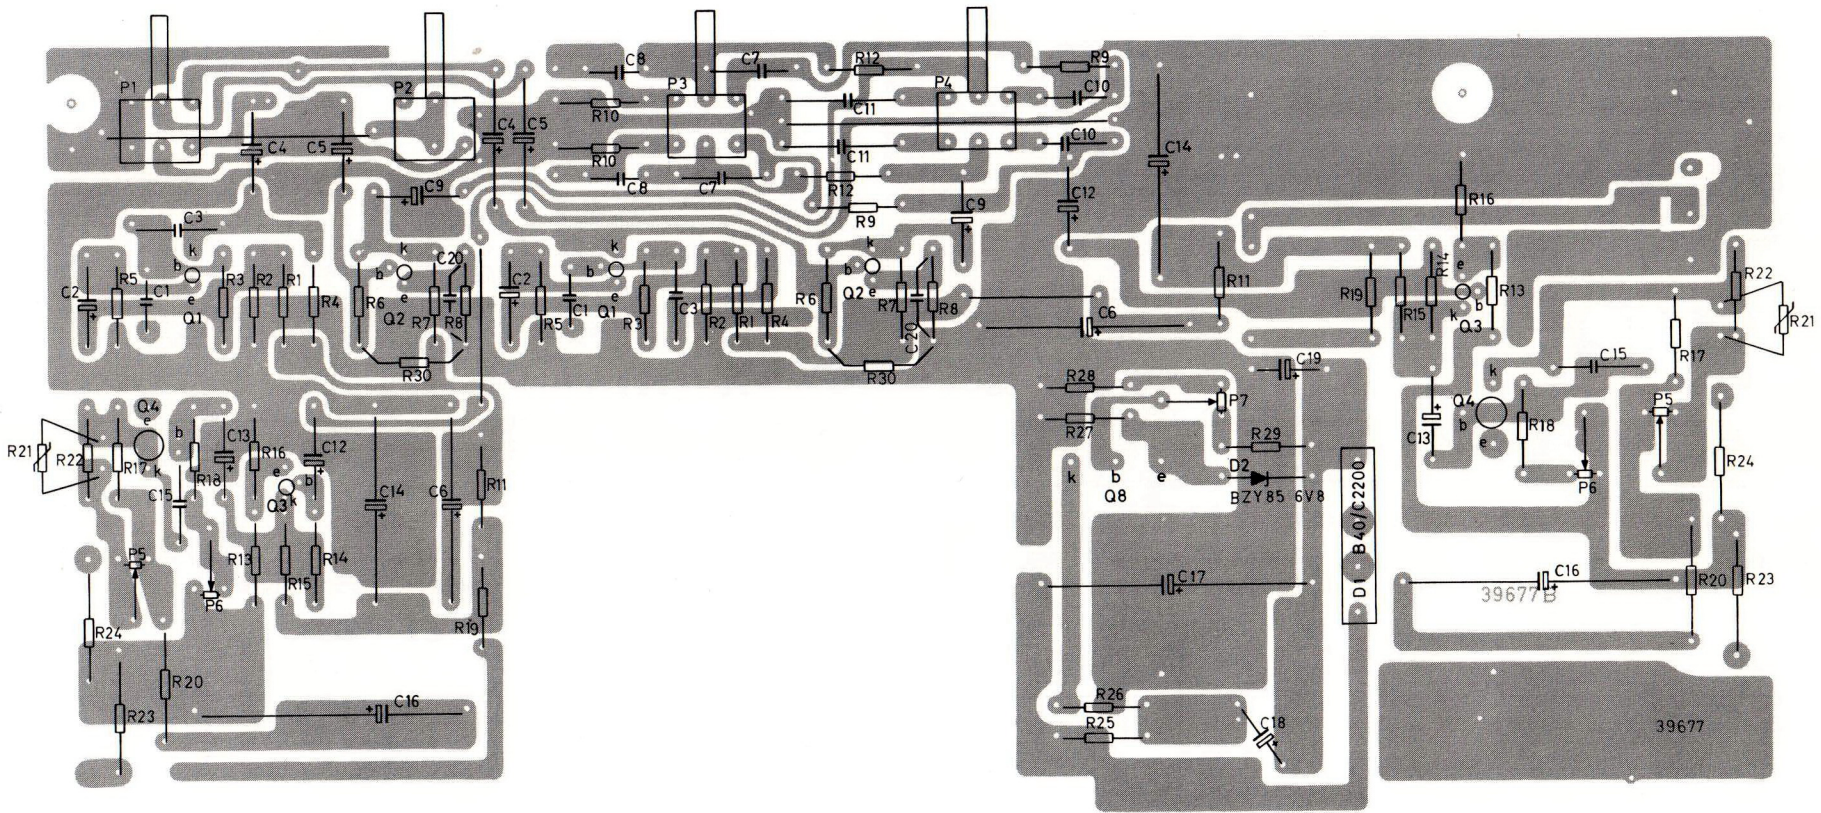 P1
P2
C4
C5
C4
C5
C9
C8
R10
R10
C8
P3
C7
C7
R12
C11
C11
R12
R9
P4
C9
R9
C10
C10
C12
C14
R16
C3
k
b
e
Q1
C2
R5
C1
R3
R2
R1
R4
R6
k
b
e
Q2
C20
R7
R8
R30
C2
R5
C1
k
b
e
Q1
R3
C3
R2
R1
R4
R6
k
b
e
Q2
R7
C20
R8
R30
C6
R11
R19
R15
R14
e
b
k
Q3
R13
R22
R21
R17
C15
C19
R28
R27
P7
R29
D2
BZY85 6V8
k
b
e
Q8
D1 B40/C2200
C13
k
Q4
b
e
R18
P6
P5
R24
R21
R22
R17
Q4
e
b
k
C15
R18
C13
R16
e
b
k
Q3
C12
C14
C6
R11
P5
P6
R13
R15
R14
R19
R24
R23
R20
C16
C17
C16
39677B
R20
R23
R26
R25
C18
39677